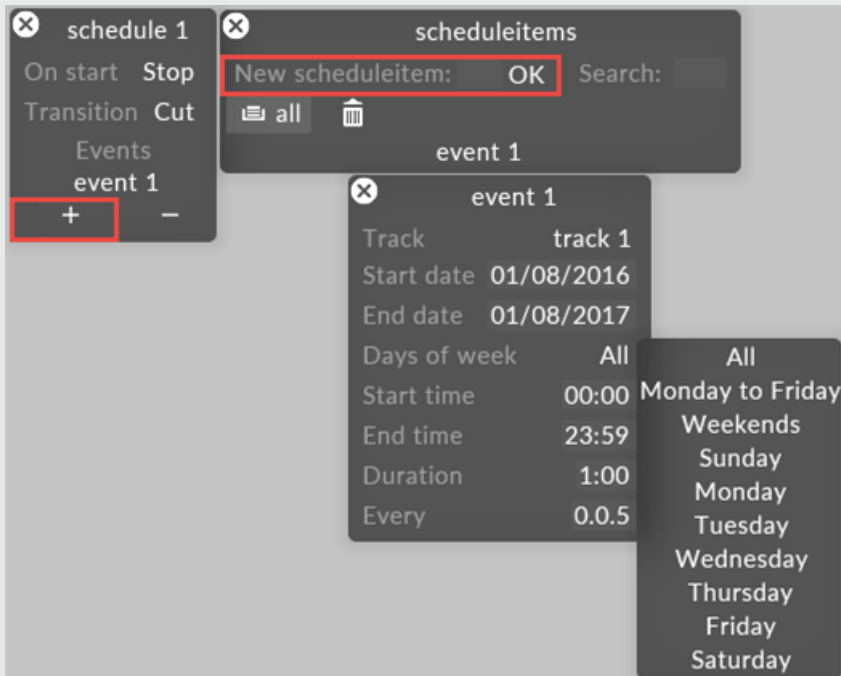 schedule 1
On start Stop
Transition Cut
Events
event 1
+ −
scheduleitems
New scheduleitem: OK Search:
all
event 1
event 1
Track track 1
Start date 01/08/2016
End date 01/08/2017
Days of week All
Start time 00:00
End time 23:59
Duration 1:00
Every 0.0.5
All
Monday to Friday
Weekends
Sunday
Monday
Tuesday
Wednesday
Thursday
Friday
Saturday